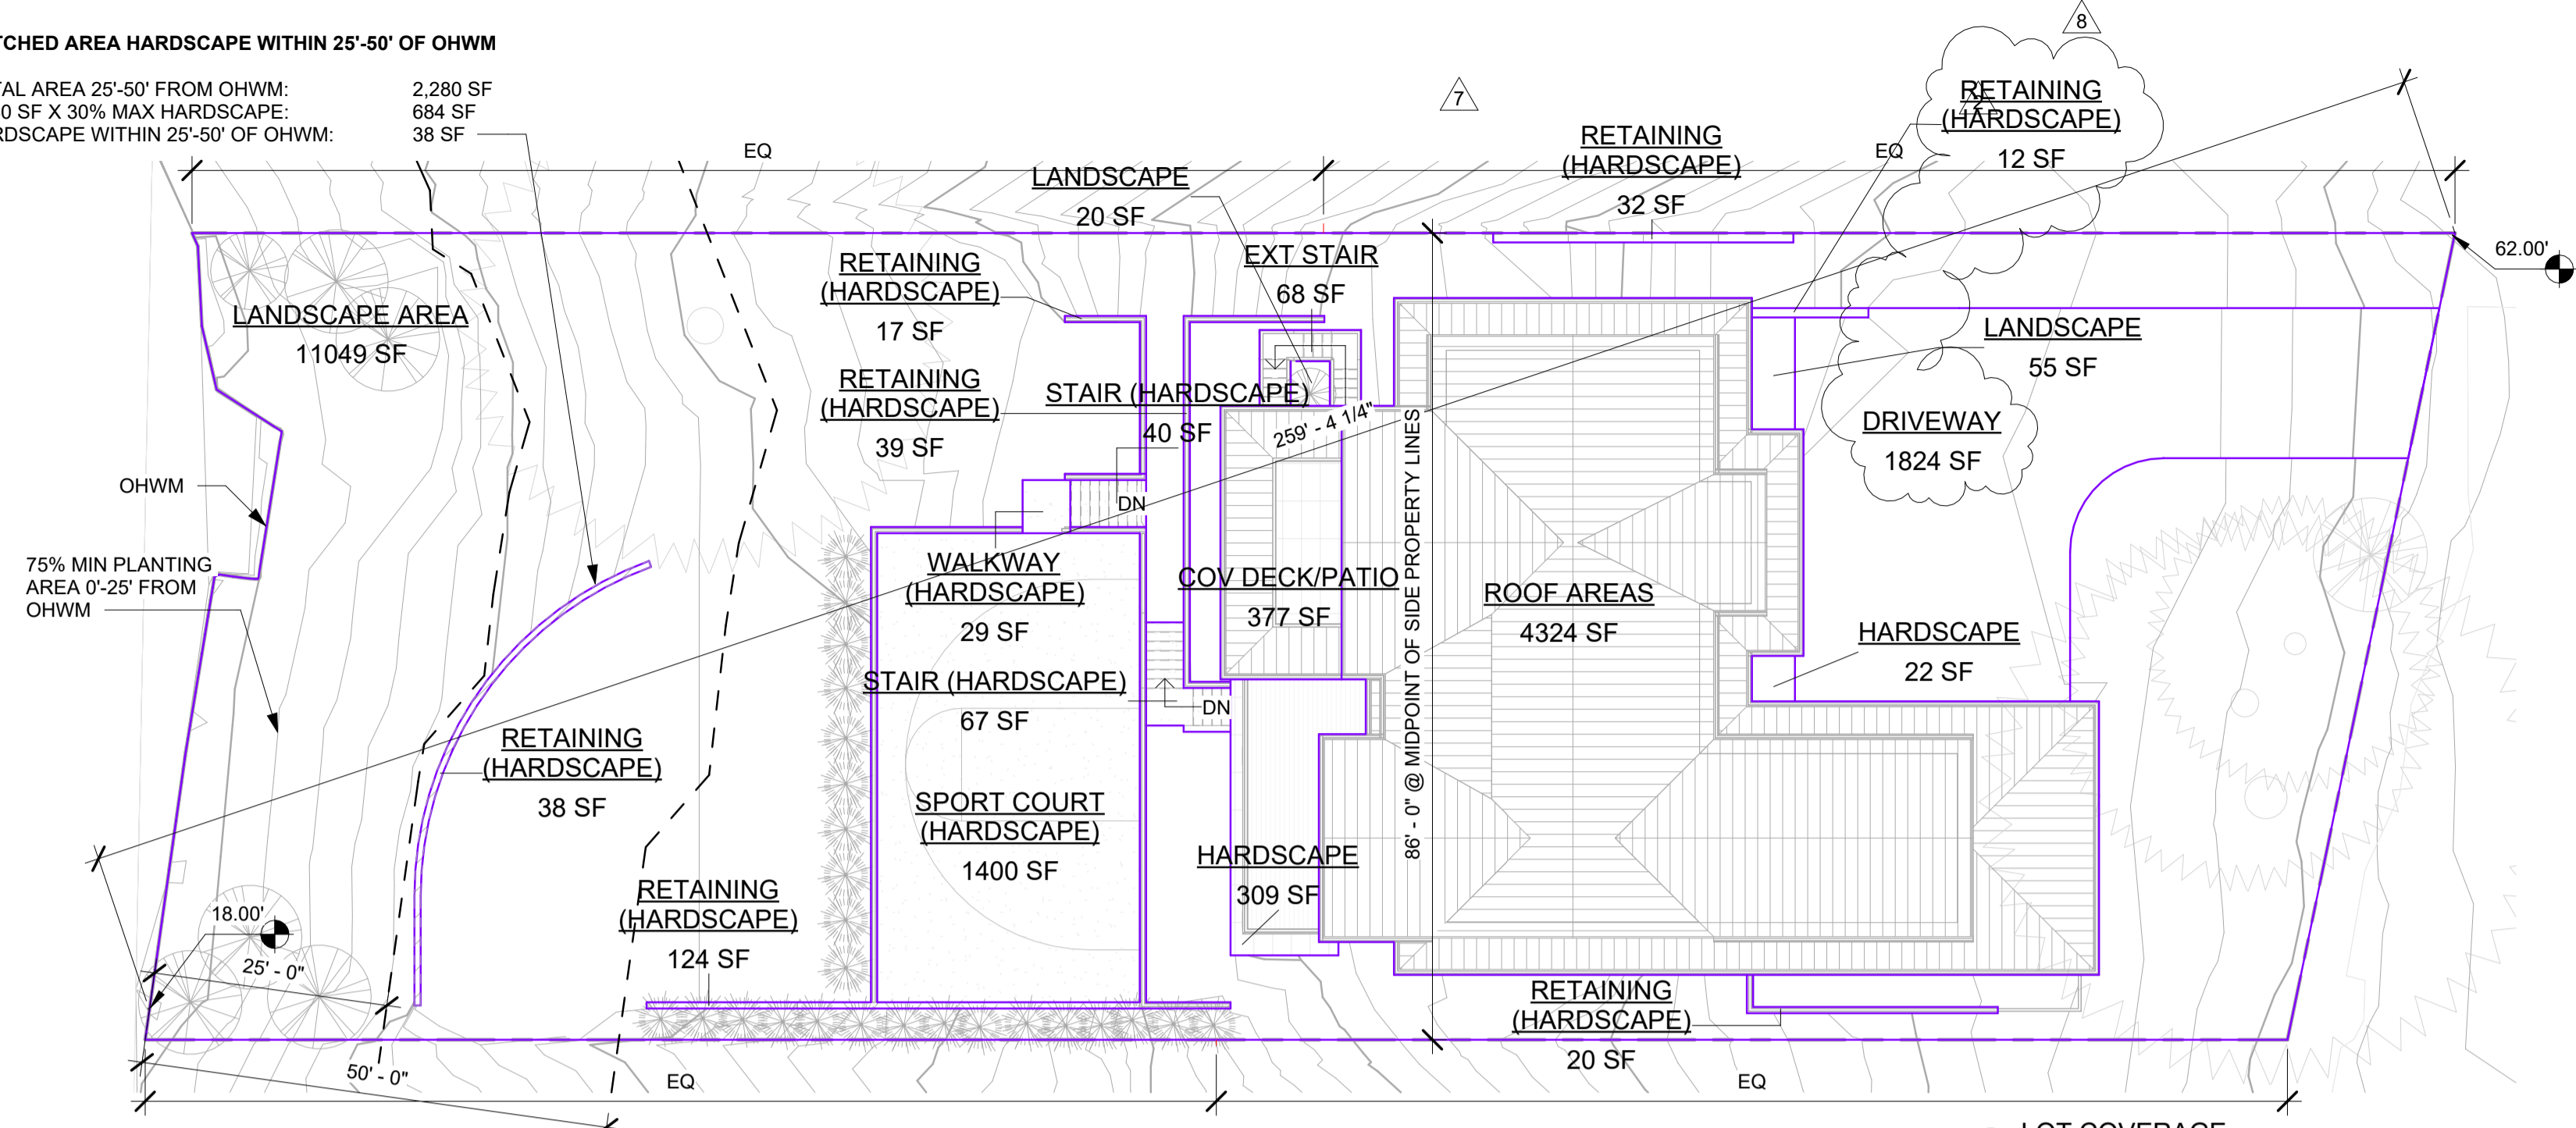 TCHED AREA HARDSCAPE WITHIN 25'-50' OF OHWM
TAL AREA 25'-50' FROM OHWM: 2,280 SF
0 SF X 30% MAX HARDSCAPE: 684 SF
RDSCAPE WITHIN 25'-50' OF OHWM: 38 SF
8
7
2
RETAINING
(HARDSCAPE)
12 SF
EQ
EQ
RETAINING
(HARDSCAPE)
32 SF
LANDSCAPE
20 SF
62.00'
EXT STAIR
68 SF
RETAINING
(HARDSCAPE)
17 SF
LANDSCAPE AREA
11049 SF
LANDSCAPE
55 SF
RETAINING
(HARDSCAPE)
39 SF
STAIR (HARDSCAPE)
40 SF
259' - 4 1/4"
DRIVEWAY
1824 SF
OHWM
DN
75% MIN PLANTING
AREA 0'-25' FROM
OHWM
WALKWAY
(HARDSCAPE)
29 SF
COV DECK/PATIO
377 SF
86' - 0" @ MIDPOINT OF SIDE PROPERTY LINES
ROOF AREAS
4324 SF
HARDSCAPE
22 SF
STAIR (HARDSCAPE)
67 SF
DN
RETAINING
(HARDSCAPE)
38 SF
SPORT COURT
(HARDSCAPE)
1400 SF
HARDSCAPE
309 SF
RETAINING
(HARDSCAPE)
124 SF
18.00'
25' - 0"
RETAINING
(HARDSCAPE)
20 SF
50' - 0"
EQ
EQ
LOT COVERAGE